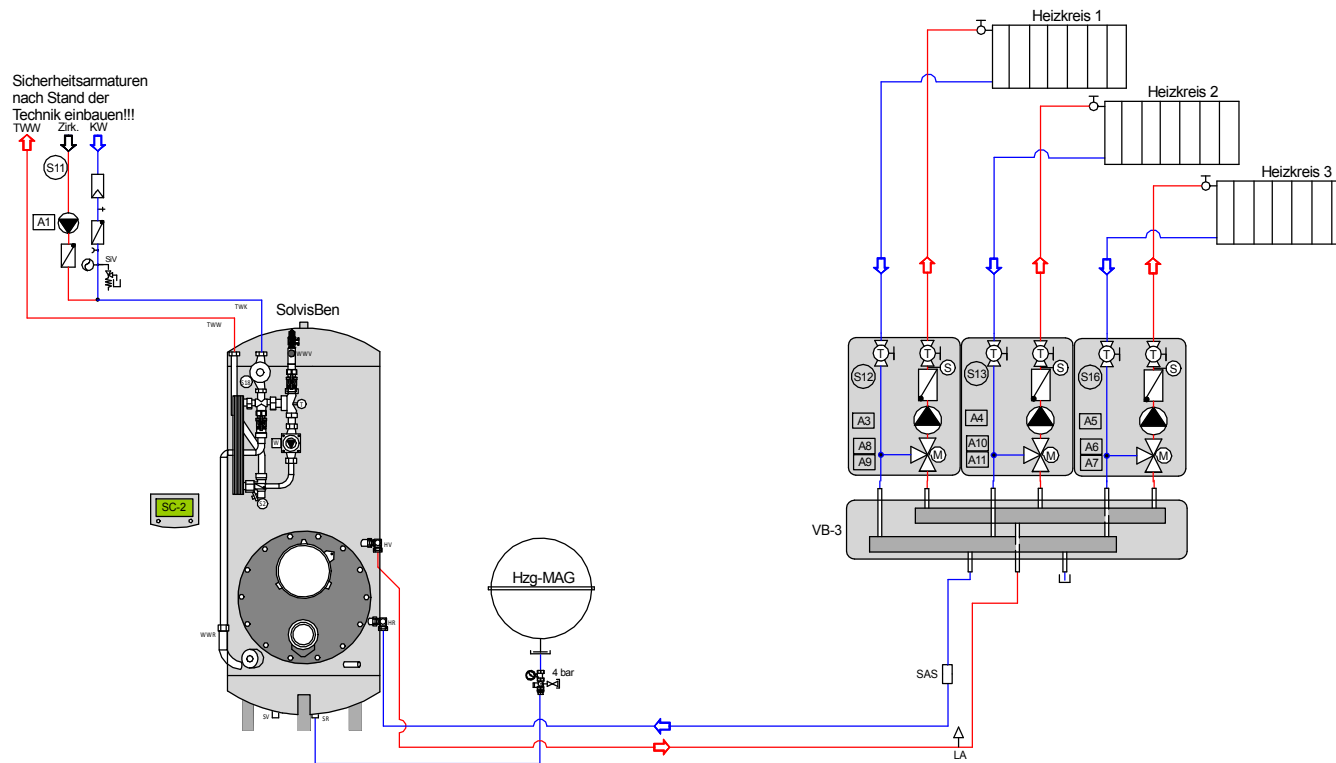 Heizkreis 1
Sicherheitsarmaturen
nach Stand der
Technik einbauen!!!
TWW Zirk. KW
S11
A1
SiV
Heizkreis 2
Heizkreis 3
TWK
TWW
SolvisBen
WWV
S18
T
W
S2
SC-2
HV
HR
WWR
SV
SR
Hzg-MAG
4 bar
T T T T T T
S12 S S13 S S16 S
A3 A4 A5
A8 A10 A6
A9 A11 A7
M M M
VB-3
SAS
LA